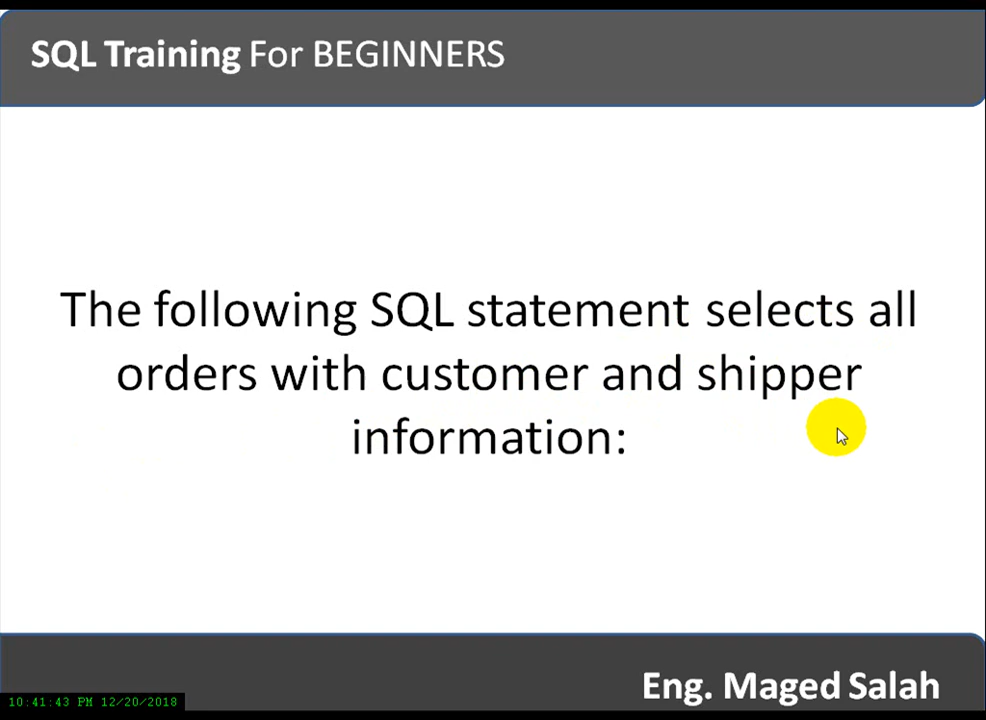 SQL Training For BEGINNERS
The following SQL statement selects all
orders with customer and shipper
information:
Eng. Maged Salah
10:41:43 PM 12/20/2018